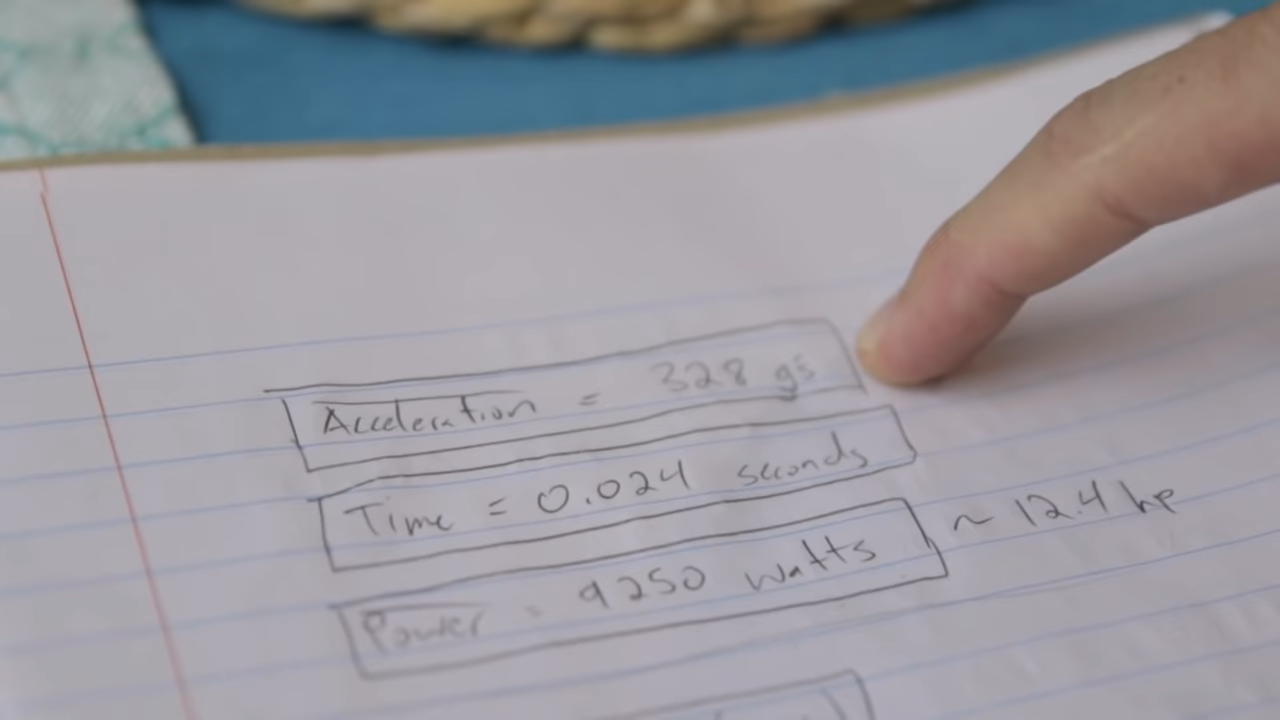 Acceleration = 328 gs
Time = 0.024 seconds
Power = 9250 watts ~ 12.4 hp